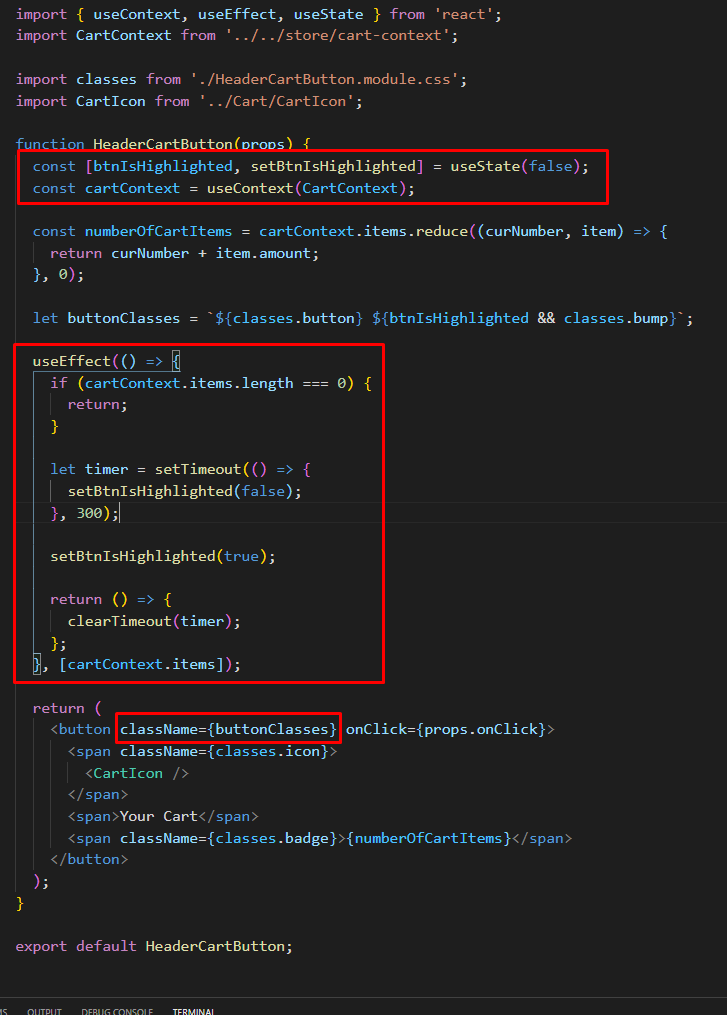 import { useContext, useEffect, useState } from 'react';
import CartContext from '../../store/cart-context';

import classes from './HeaderCartButton.module.css';
import CartIcon from '../Cart/CartIcon';

function HeaderCartButton(props) {
  const [btnIsHighlighted, setBtnIsHighlighted] = useState(false);
  const cartContext = useContext(CartContext);

  const numberOfCartItems = cartContext.items.reduce((curNumber, item) => {
    return curNumber + item.amount;
  }, 0);

  let buttonClasses = `${classes.button} ${btnIsHighlighted && classes.bump}`;

  useEffect(() => {
    if (cartContext.items.length === 0) {
      return;
    }

    let timer = setTimeout(() => {
      setBtnIsHighlighted(false);
    }, 300);

    setBtnIsHighlighted(true);

    return () => {
      clearTimeout(timer);
    };
  }, [cartContext.items]);

  return (
    <button className={buttonClasses} onClick={props.onClick}>
      <span className={classes.icon}>
        <CartIcon />
      </span>
      <span>Your Cart</span>
      <span className={classes.badge}>{numberOfCartItems}</span>
    </button>
  );
}

export default HeaderCartButton;
OUTPUT DEBUG CONSOLE TERMINAL